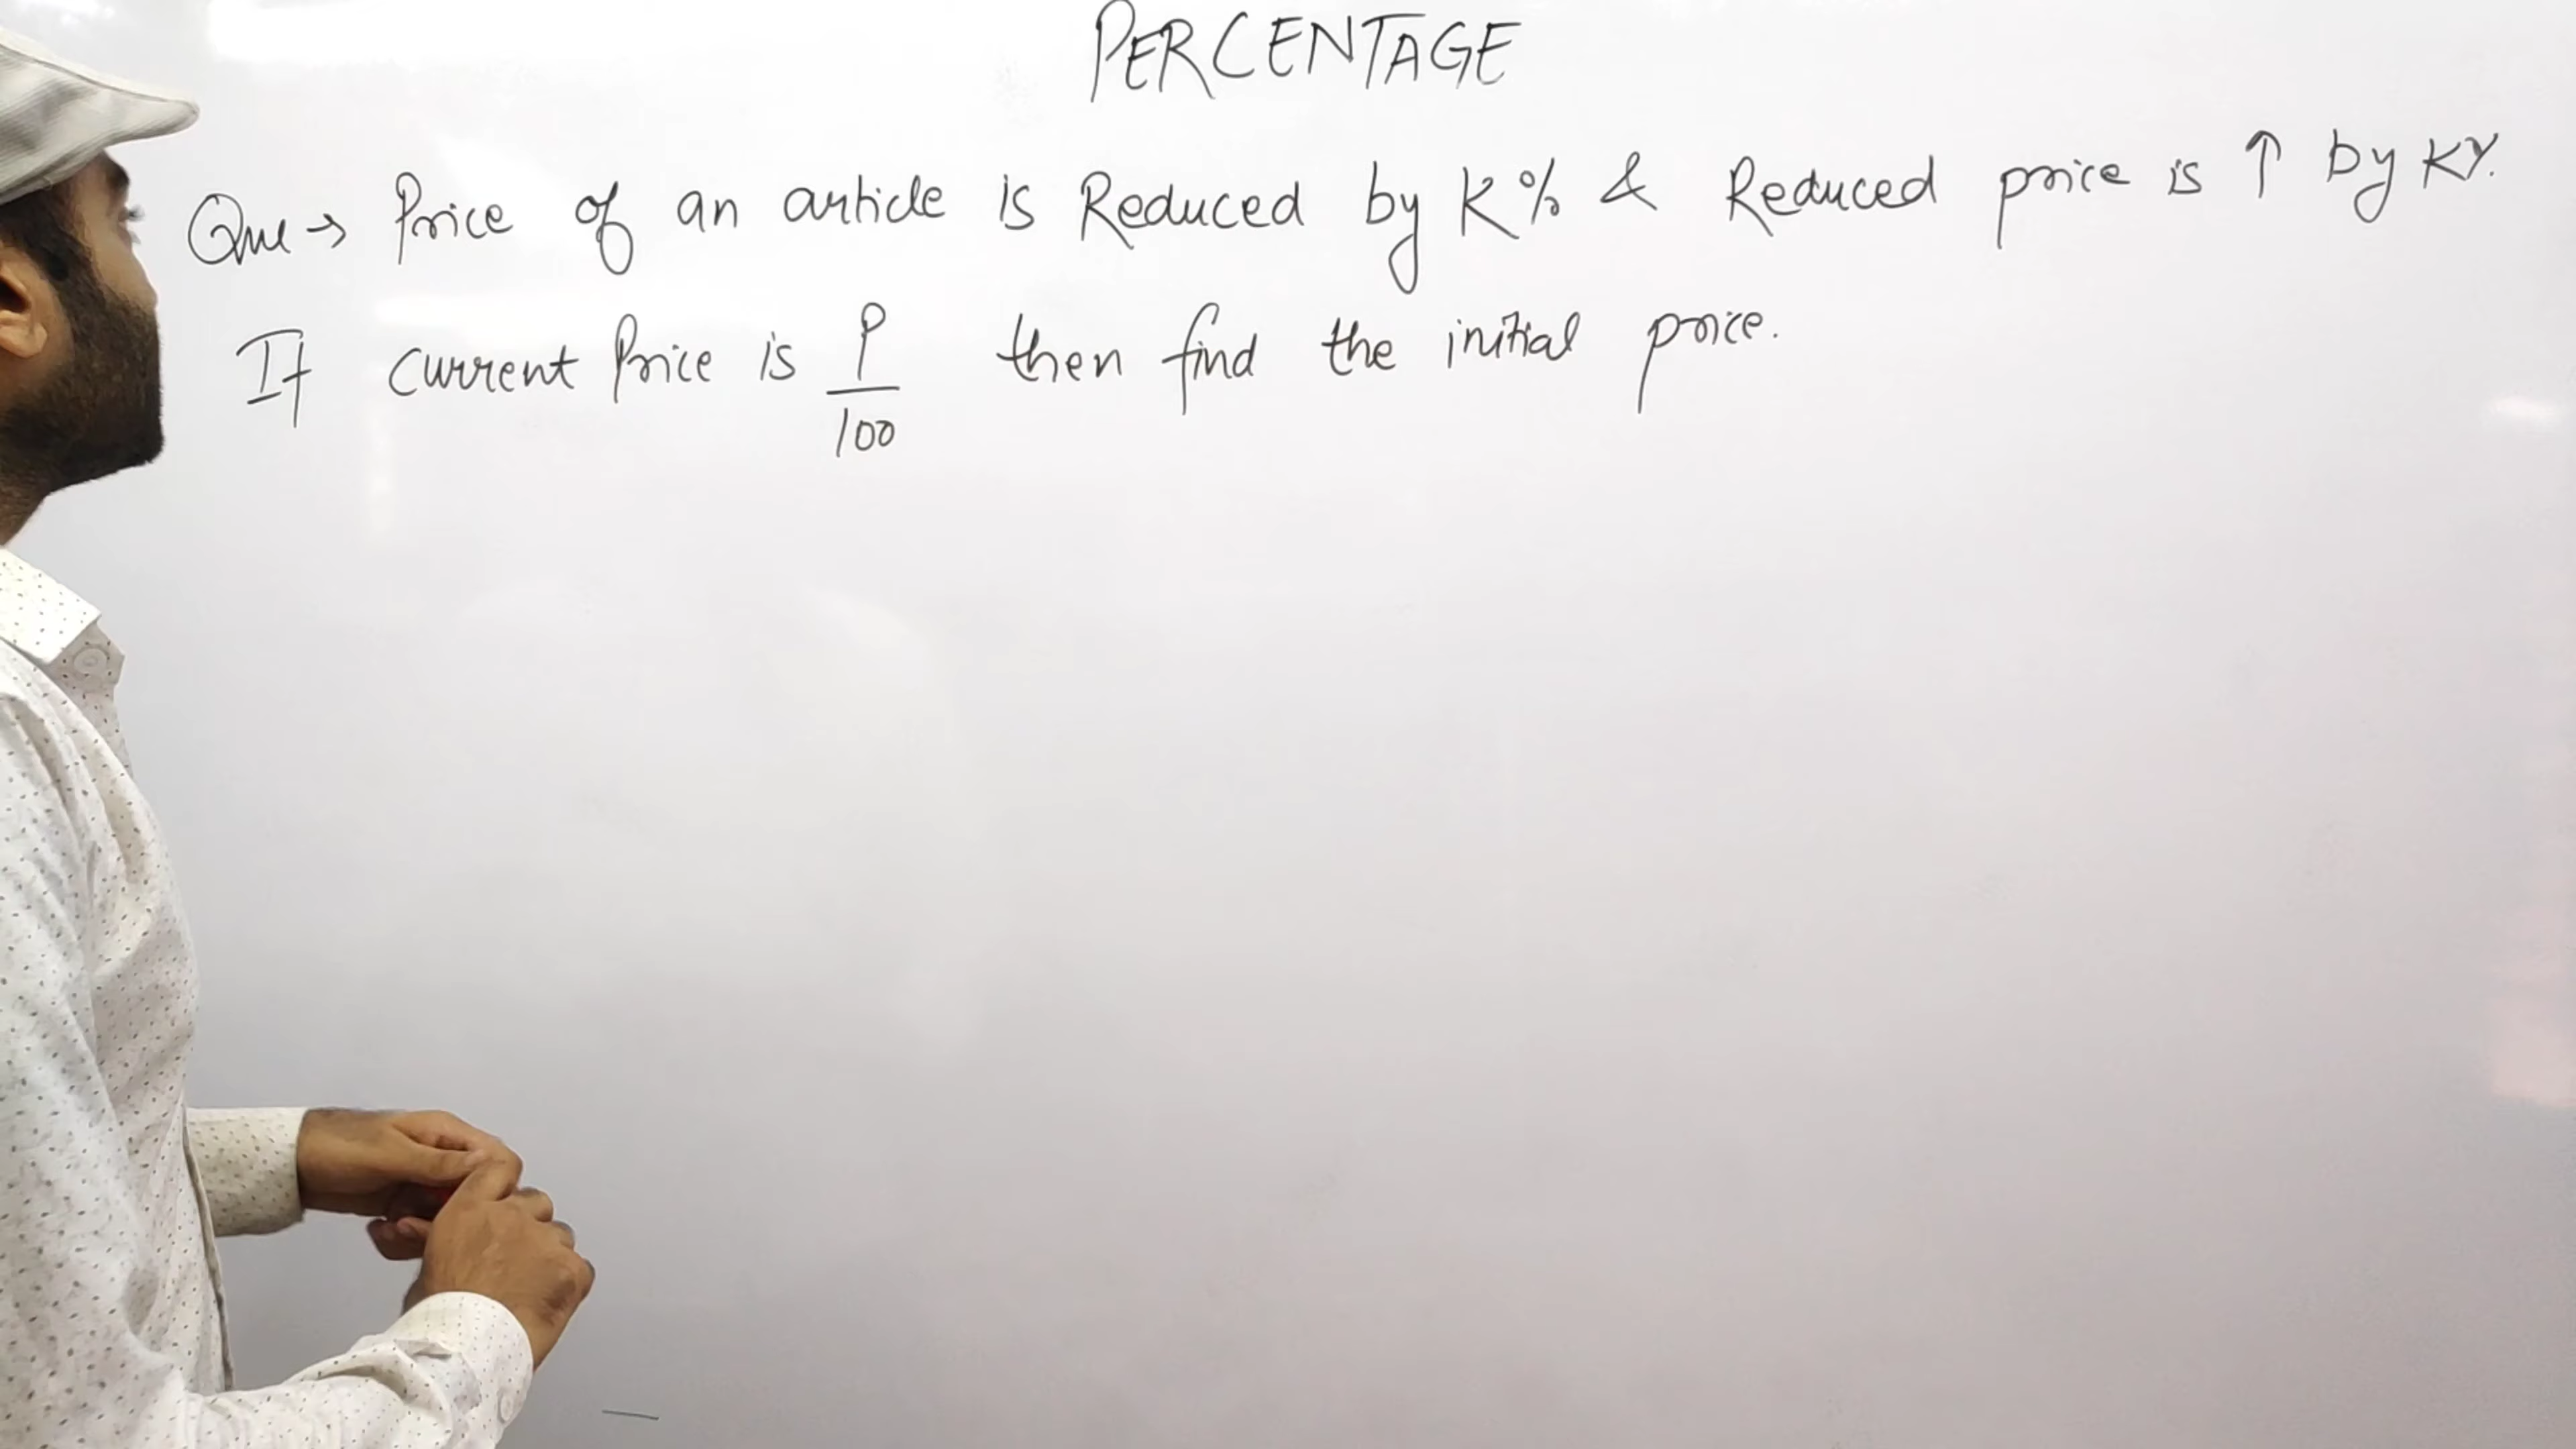 PERCENTAGE
Que → Price of an article is Reduced by K% & Reduced price is ↑ by K%.
If current Price is P/100 then find the initial price.